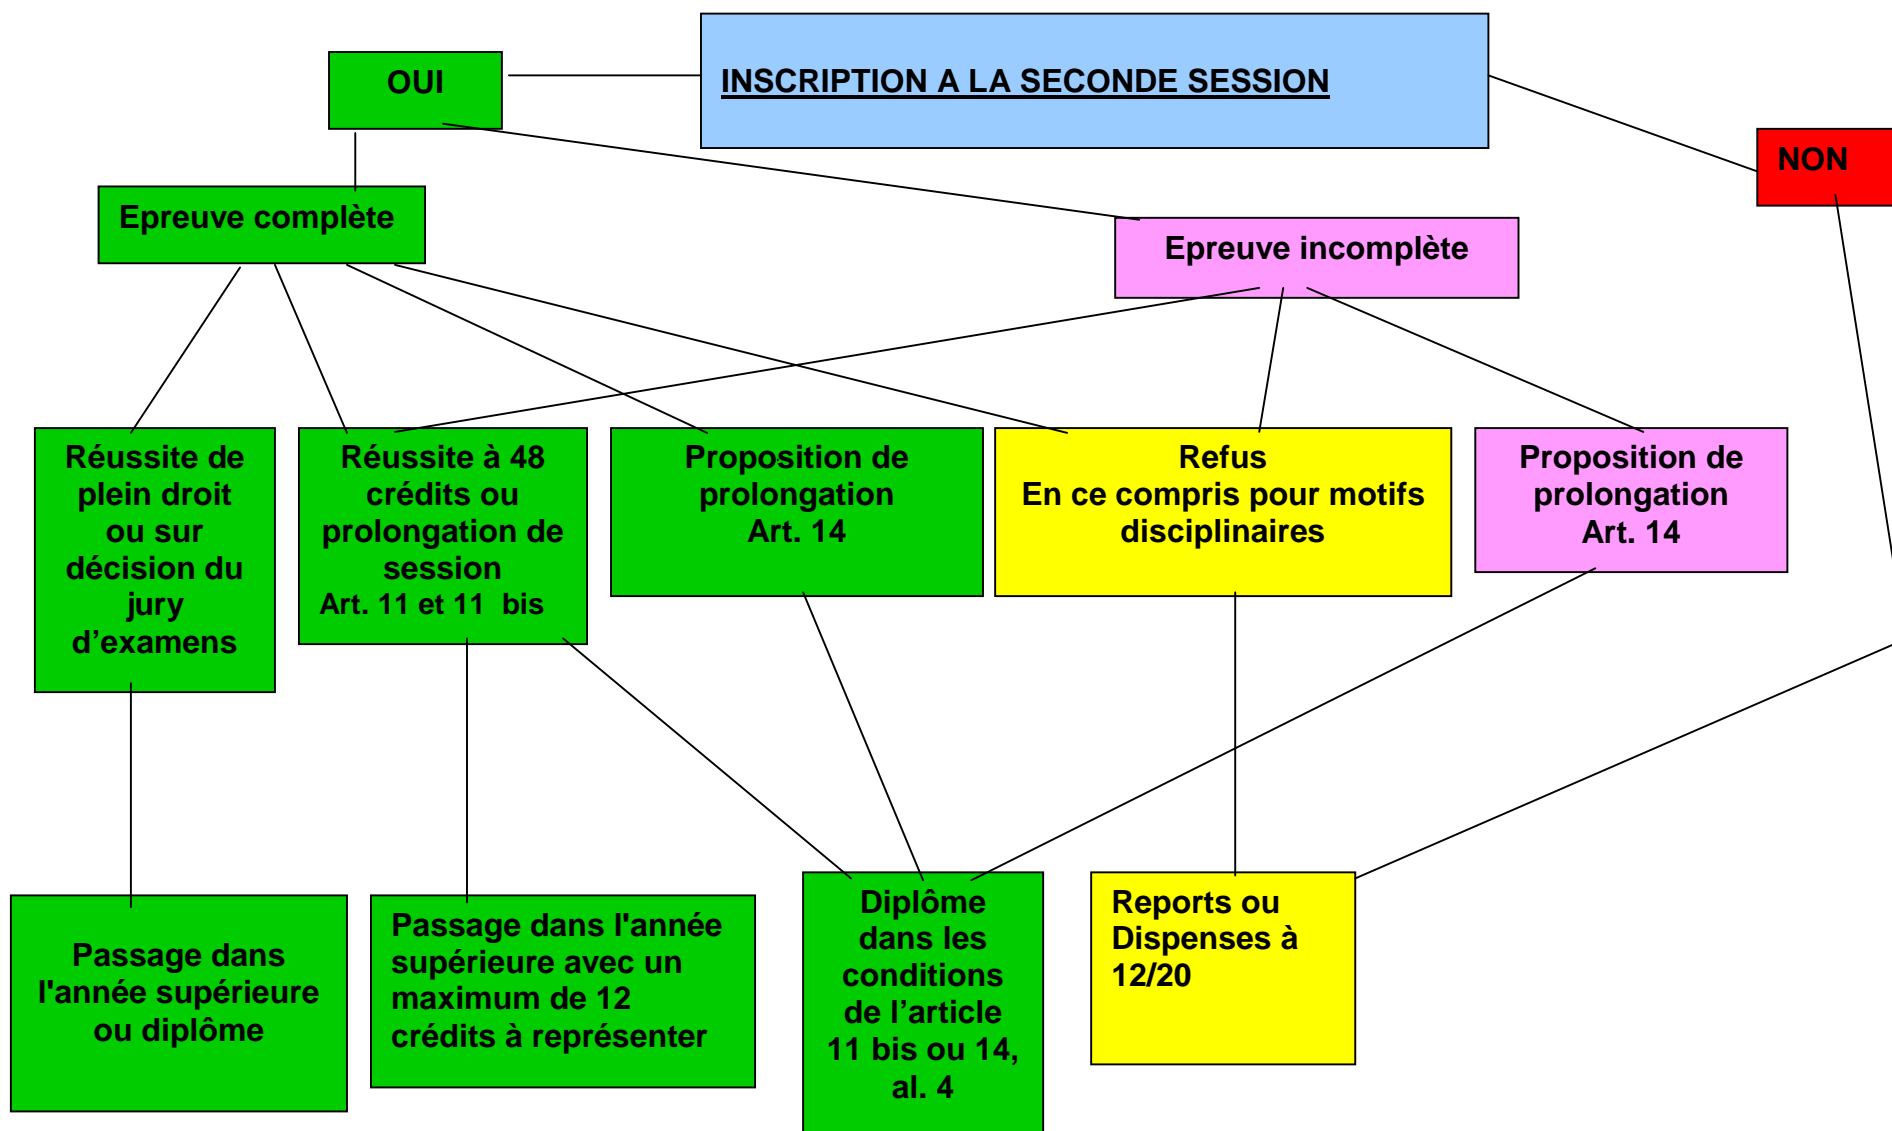 OUI
INSCRIPTION A LA SECONDE SESSION
NON
Epreuve complète
Epreuve incomplète
Réussite de
plein droit
ou sur
décision du
jury
d’examens
Réussite à 48
crédits ou
prolongation de
session
Art. 11 et 11 bis
Proposition de
prolongation
Art. 14
Refus
En ce compris pour motifs
disciplinaires
Proposition de
prolongation
Art. 14
Passage dans
l'année supérieure
ou diplôme
Passage dans l'année
supérieure avec un
maximum de 12
crédits à représenter
Diplôme
dans les
conditions
de l’article
11 bis ou 14,
al. 4
Reports ou
Dispenses à
12/20